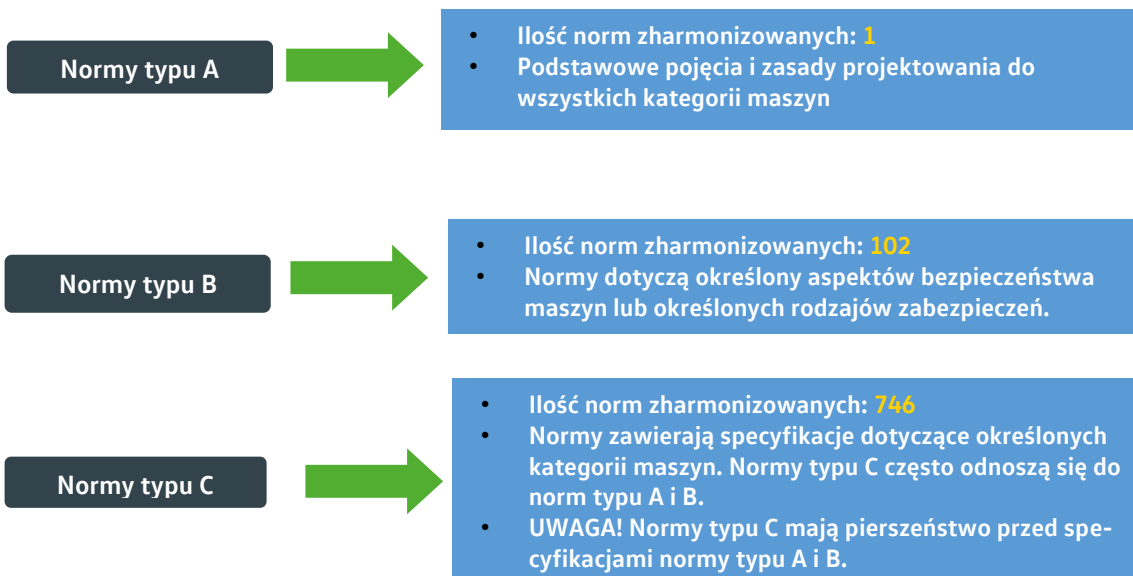 Normy typu A
• Ilość norm zharmonizowanych: 1
• Podstawowe pojęcia i zasady projektowania do
wszystkich kategorii maszyn
Normy typu B
• Ilość norm zharmonizowanych: 102
• Normy dotyczą określony aspektów bezpieczeństwa
maszyn lub określonych rodzajów zabezpieczeń.
Normy typu C
• Ilość norm zharmonizowanych: 746
• Normy zawierają specyfikacje dotyczące określonych
kategorii maszyn. Normy typu C często odnoszą się do
norm typu A i B.
• UWAGA! Normy typu C mają pierszeństwo przed spe-
cyfikacjami normy typu A i B.